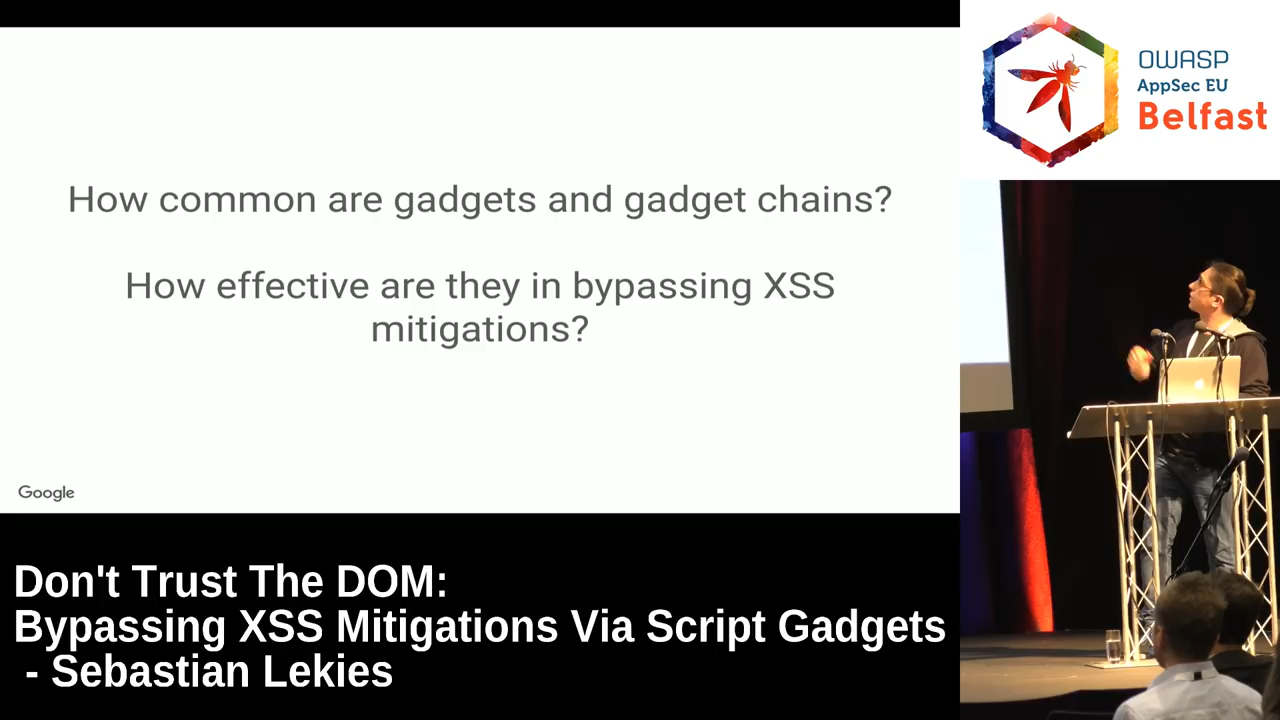 How common are gadgets and gadget chains?
How effective are they in bypassing XSS
mitigations?
Google
Don't Trust The DOM:
Bypassing XSS Mitigations Via Script Gadgets
- Sebastian Lekies
OWASP
AppSec EU
Belfast